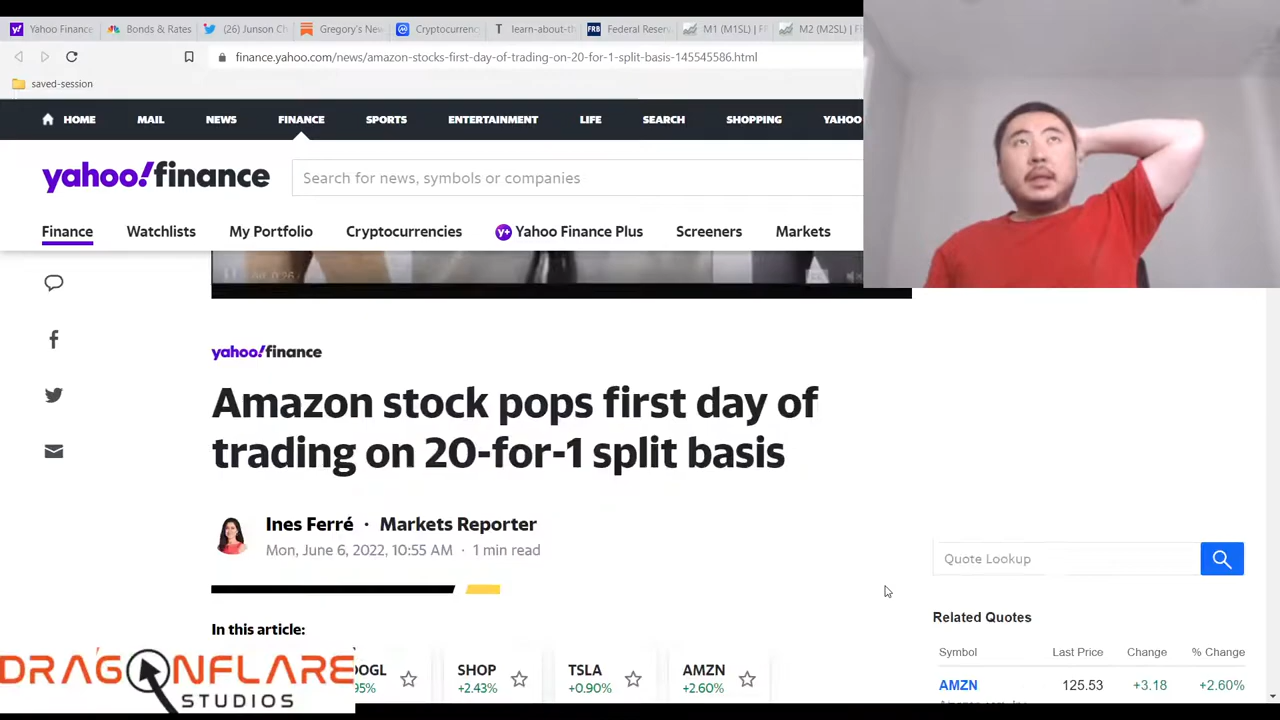 Yahoo Finance
Bonds & Rates
(26) Junson Ch
Gregory's New
Cryptocurrenc
learn-about-th
FRB Federal Reser
M1 (M1SL) | F
M2 (M2SL) | F
finance.yahoo.com/news/amazon-stocks-first-day-of-trading-on-20-for-1-split-basis-145545586.html
saved-session
HOME MAIL NEWS FINANCE SPORTS ENTERTAINMENT LIFE SEARCH SHOPPING YAHOO
yahoo!finance
Search for news, symbols or companies
Finance Watchlists My Portfolio Cryptocurrencies Y+ Yahoo Finance Plus Screeners Markets
Ad: 0:26
yahoo!finance
Amazon stock pops first day of
trading on 20-for-1 split basis
Ines Ferré · Markets Reporter
Mon, June 6, 2022, 10:55 AM · 1 min read
Quote Lookup
In this article:
Related Quotes
Symbol Last Price Change % Change
AMZN 125.53 +3.18 +2.60%
OGL SHOP TSLA AMZN
95% +2.43% +0.90% +2.60%
DRAGONFLARE
STUDIOS